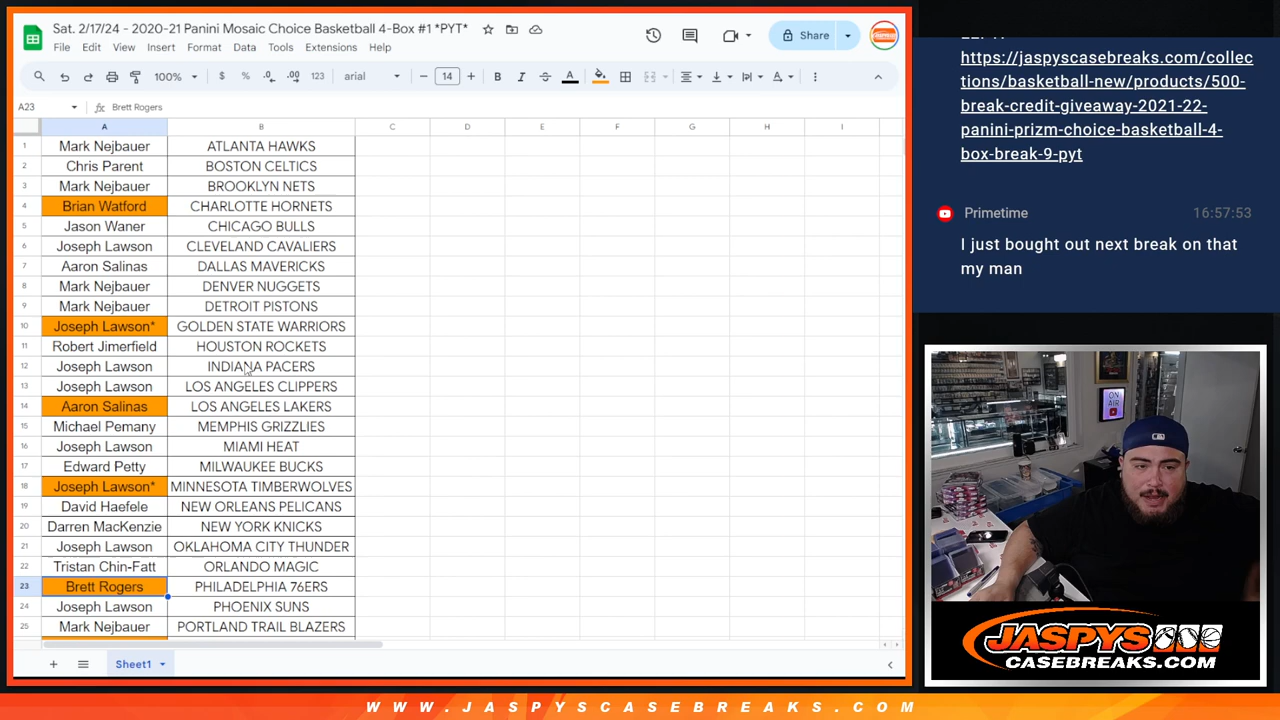 Sat. 2/17/24 - 2020-21 Panini Mosaic Choice Basketball 4-Box #1 *PYT*
File Edit View Insert Format Data Tools Extensions Help
Share
100% $ % .0 .00 123 arial 14
A23 fx Brett Rogers
A B C D E F G H I
1 Mark Nejbauer ATLANTA HAWKS
2 Chris Parent BOSTON CELTICS
3 Mark Nejbauer BROOKLYN NETS
4 Brian Watford CHARLOTTE HORNETS
5 Jason Waner CHICAGO BULLS
6 Joseph Lawson CLEVELAND CAVALIERS
7 Aaron Salinas DALLAS MAVERICKS
8 Mark Nejbauer DENVER NUGGETS
9 Mark Nejbauer DETROIT PISTONS
10 Joseph Lawson* GOLDEN STATE WARRIORS
11 Robert Jimerfield HOUSTON ROCKETS
12 Joseph Lawson INDIANA PACERS
13 Joseph Lawson LOS ANGELES CLIPPERS
14 Aaron Salinas LOS ANGELES LAKERS
15 Michael Pemany MEMPHIS GRIZZLIES
16 Joseph Lawson MIAMI HEAT
17 Edward Petty MILWAUKEE BUCKS
18 Joseph Lawson* MINNESOTA TIMBERWOLVES
19 David Haefele NEW ORLEANS PELICANS
20 Darren MacKenzie NEW YORK KNICKS
21 Joseph Lawson OKLAHOMA CITY THUNDER
22 Tristan Chin-Fatt ORLANDO MAGIC
23 Brett Rogers PHILADELPHIA 76ERS
24 Joseph Lawson PHOENIX SUNS
25 Mark Nejbauer PORTLAND TRAIL BLAZERS
Sheet1
https://jaspyscasebreaks.com/collec
tions/basketball-new/products/500-
break-credit-giveaway-2021-22-
panini-prizm-choice-basketball-4-
box-break-9-pyt
Primetime 16:57:53
I just bought out next break on that
my man
ON
AIR
JASPYS
CASEBREAKS.COM
WWW.JASPYSCASEBREAKS.COM